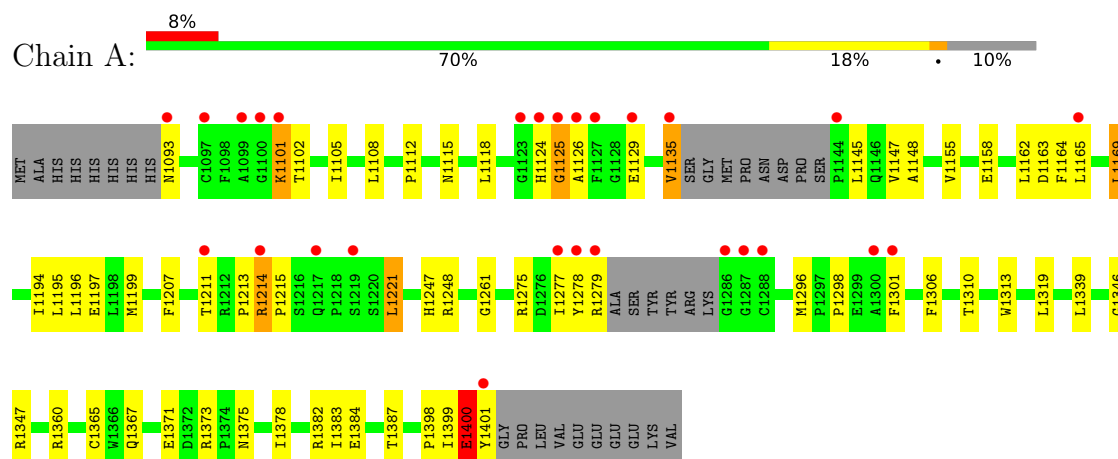 8%
Chain A: 70% 18% • 10%
MET ALA HIS HIS HIS HIS HIS HIS N1093 C1097 F1098 A1099 G1100 K1101 T1102 I1105 L1108 P1112 N1115 L1118 G1123 H1124 G1125 A1126 F1127 G1128 E1129 V1135 SER GLY MET PRO ASN ASP PRO SER P1144 L1145 Q1146 V1147 A1148 V1155 E1158 L1162 D1163 F1164 L1165 L1169
I1194 L1195 L1196 E1197 L1198 M1199 F1207 T1211 R1212 P1213 R1214 P1215 S1216 Q1217 P1218 S1219 S1220 L1221 H1247 R1248 G1261 R1275 D1276 I1277 Y1278 R1279 ALA SER TYR TYR ARG LYS G1286 G1287 C1288 M1296 P1297 P1298 E1299 A1300 F1301 F1306 T1310 W1313 L1319 L1339 G1346
R1347 R1360 C1365 W1366 Q1367 E1371 D1372 R1373 P1374 N1375 I1378 R1382 I1383 E1384 T1387 P1398 I1399 E1400 Y1401 GLY PRO LEU VAL GLU GLU GLU GLU LYS VAL